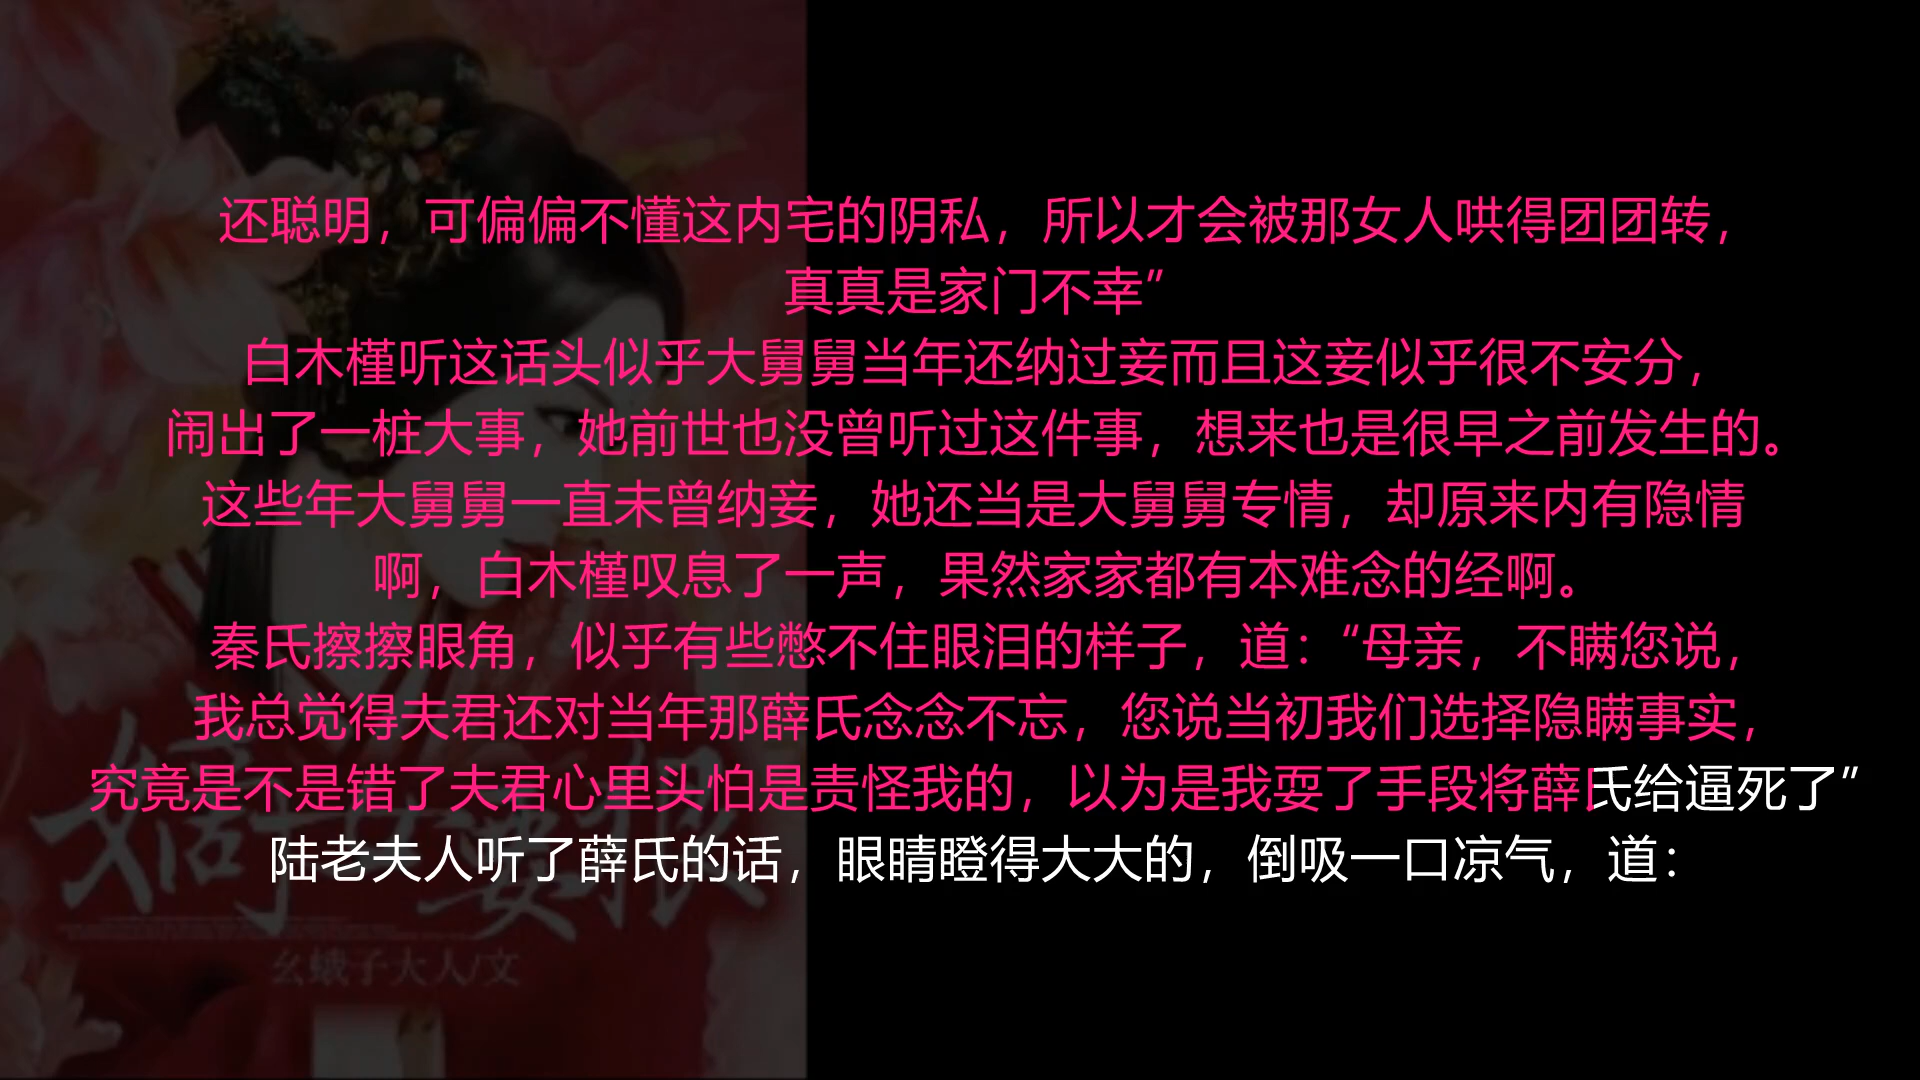 还聪明，可偏偏不懂这内宅的阴私，所以才会被那女人哄得团团转，
真真是家门不幸”
白木槿听这话头似乎大舅舅当年还纳过妾而且这妾似乎很不安分，
闹出了一桩大事，她前世也没曾听过这件事，想来也是很早之前发生的。
这些年大舅舅一直未曾纳妾，她还当是大舅舅专情，却原来内有隐情
啊，白木槿叹息了一声，果然家家都有本难念的经啊。
秦氏擦擦眼角，似乎有些憋不住眼泪的样子，道：“母亲，不瞒您说，
我总觉得夫君还对当年那薛氏念念不忘，您说当初我们选择隐瞒事实，
究竟是不是错了夫君心里头怕是责怪我的，以为是我耍了手段将薛氏给逼死了”
陆老夫人听了薛氏的话，眼睛瞪得大大的，倒吸一口凉气，道：
幺蛾子大人/文